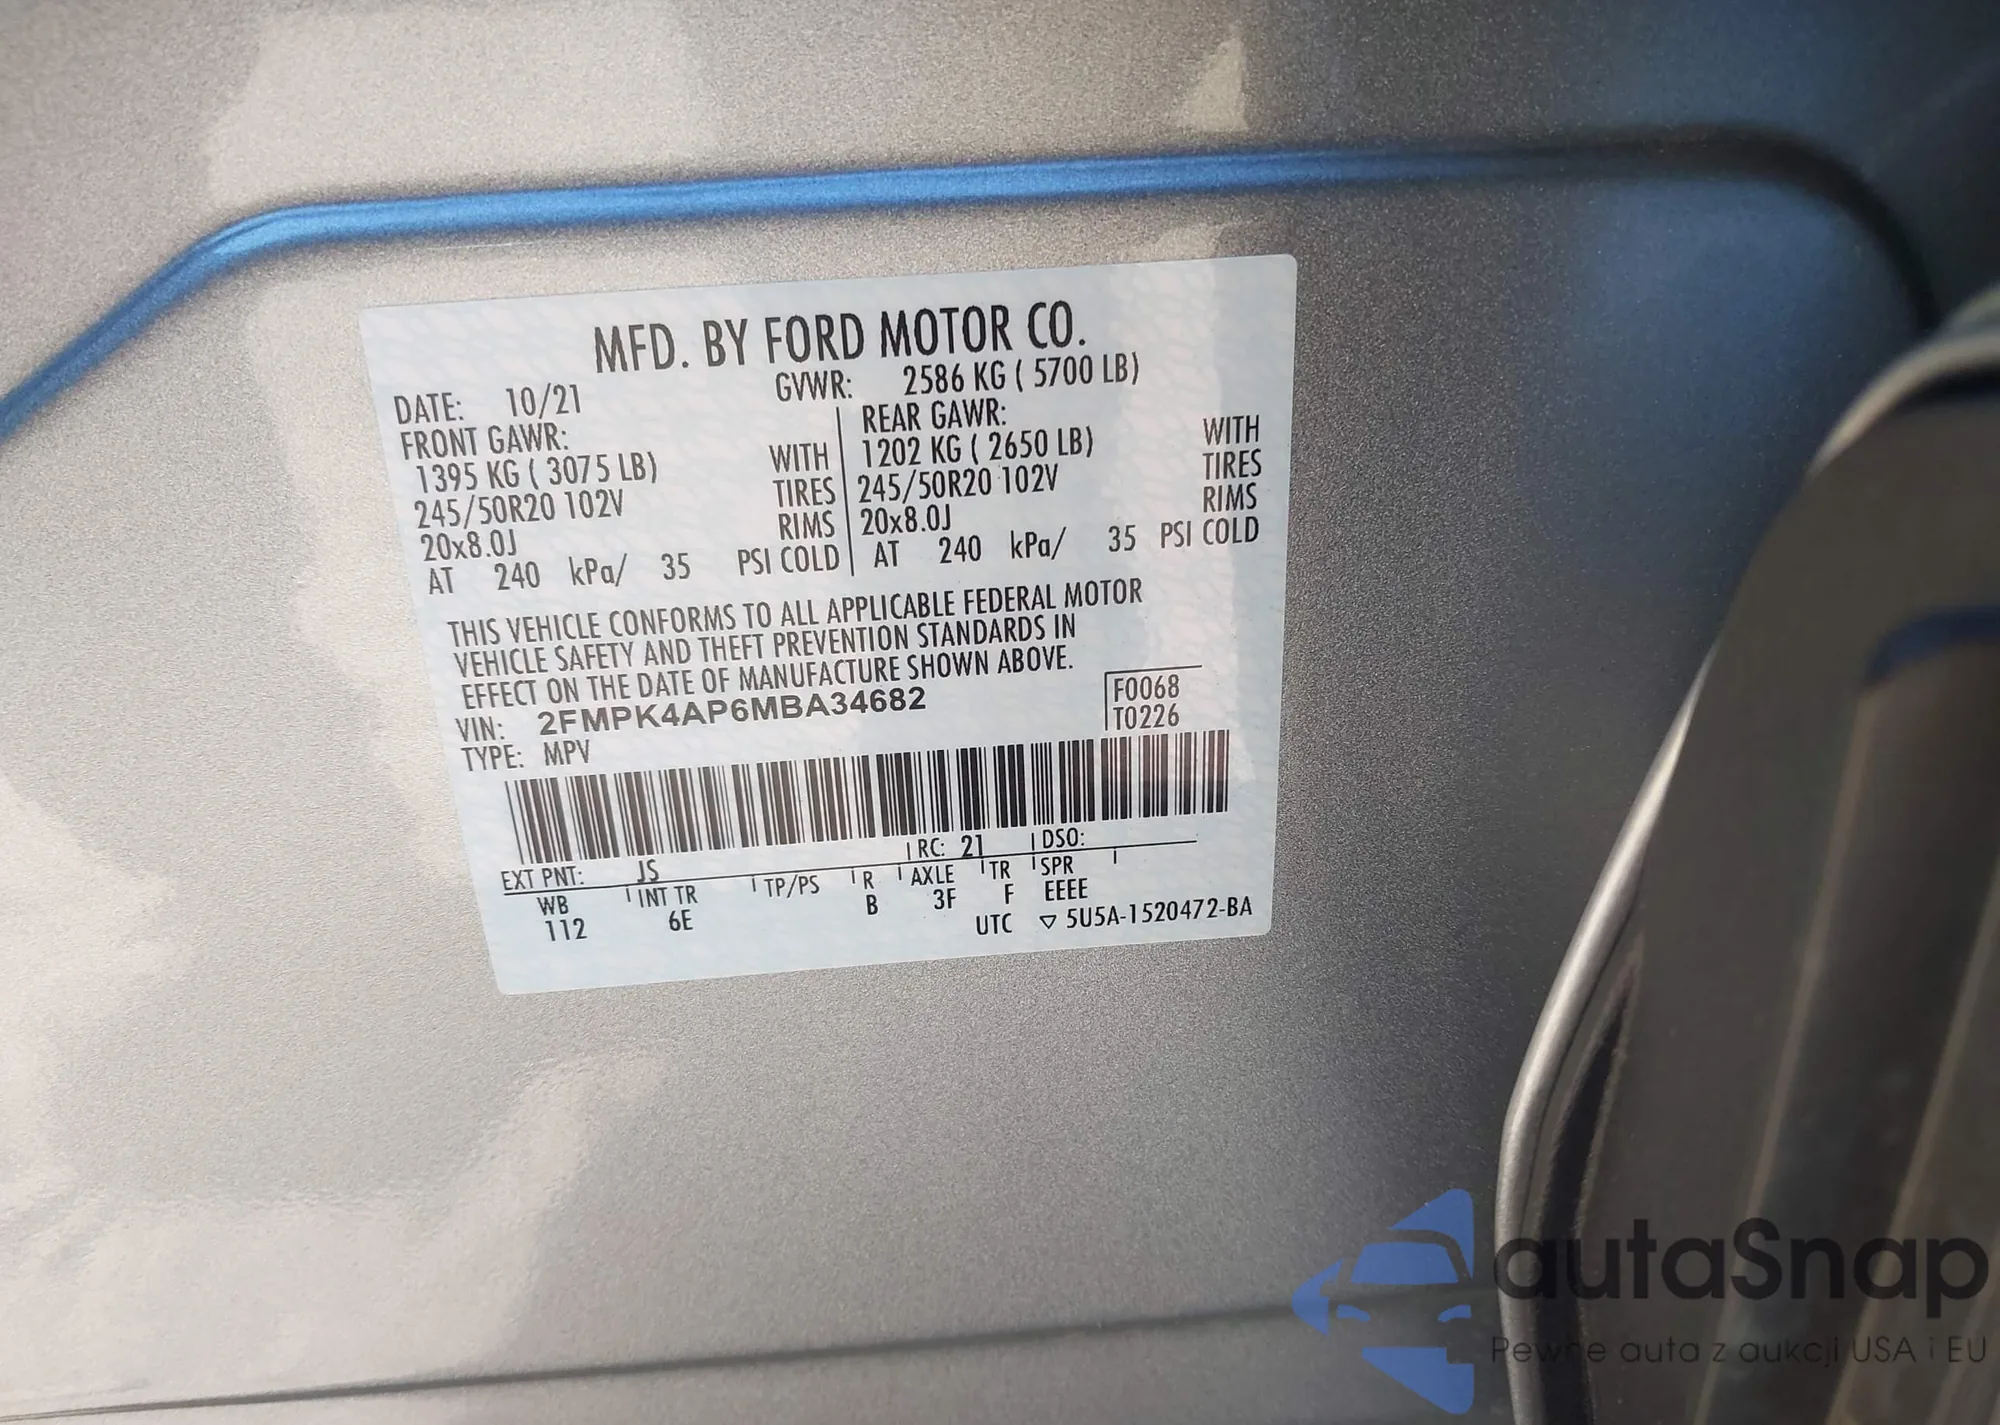 MFD. BY FORD MOTOR CO.
DATE: 10/21 GVWR: 2586 KG ( 5700 LB)
FRONT GAWR: REAR GAWR:
1395 KG ( 3075 LB) WITH 1202 KG ( 2650 LB) WITH
245/50R20 102V TIRES 245/50R20 102V TIRES
20x8.0J RIMS 20x8.0J RIMS
AT 240 kPa/ 35 PSI COLD AT 240 kPa/ 35 PSI COLD
THIS VEHICLE CONFORMS TO ALL APPLICABLE FEDERAL MOTOR
VEHICLE SAFETY AND THEFT PREVENTION STANDARDS IN
EFFECT ON THE DATE OF MANUFACTURE SHOWN ABOVE.
VIN: 2FMPK4AP6MBA34682 F0068
TYPE: MPV T0226
EXT PNT: JS RC: 21 DSO:
WB INT TR TP/PS R AXLE TR SPR
112 6E B 3F F EEEE
UTC ▽ 5U5A-1520472-BA
autaSnap
Pewne auta z aukcji USA i EU